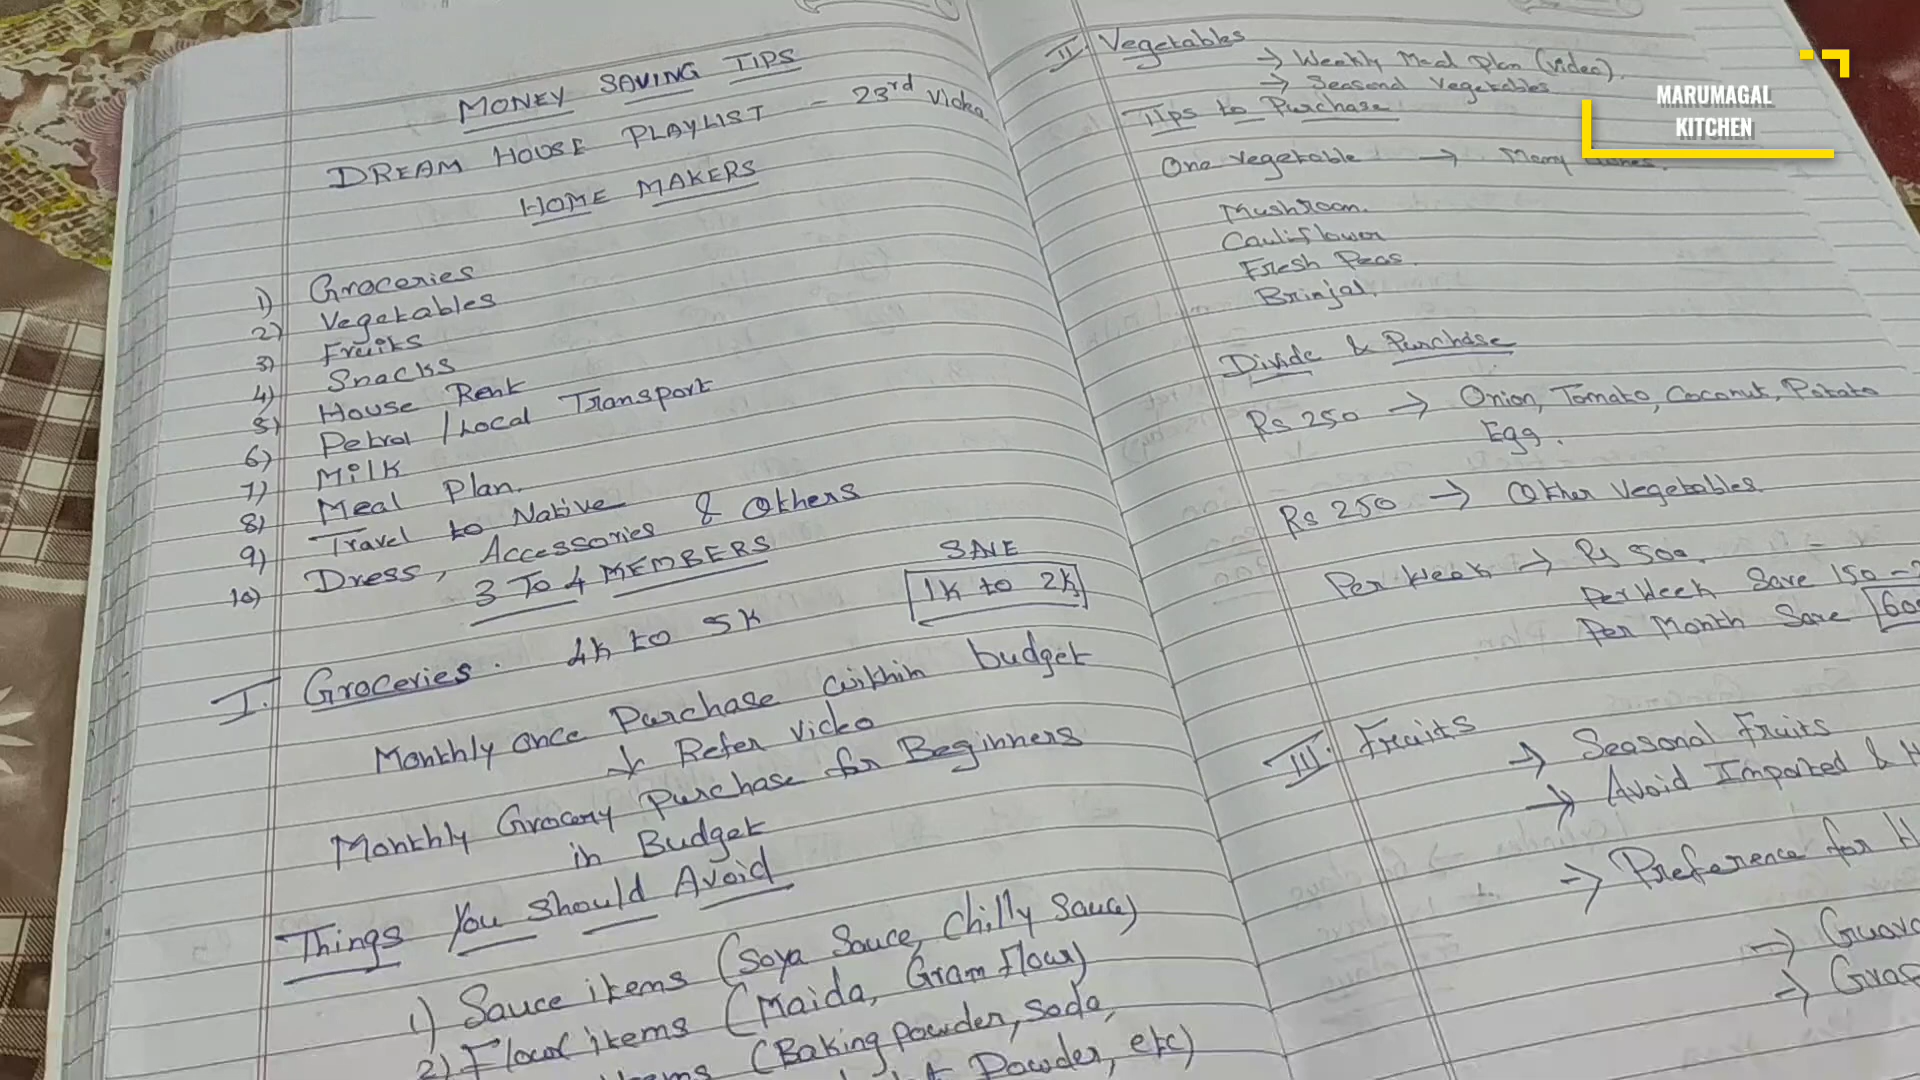 MONEY SAVING TIPS
DREAM HOUSE PLAYLIST - 23rd Video
HOME MAKERS
1) Groceries
2) Vegetables
3) Fruits
4) Snacks
5) House Rent
6) Petrol / Local Transport
7) Milk
8) Meal Plan.
9) Travel to Native
10) Dress, Accessories & Others
3 To 4 MEMBERS
SAVE
I. Groceries. 4k to 5k
1k to 2k
Monthly once Purchase within budget
Refer video
Monthly Grocery Purchase for Beginners
in Budget
Things You Should Avoid
1) Sauce items (Soya Sauce, Chilly Sauce)
2) Flour items (Maida, Gram Flour)
(Baking powder, Soda,
Powder, etc)
II. Vegetables
→ Weekly Meal Plan (video).
→ Seasonal Vegetables
Tips to Purchase
One Vegetable → Many
Mushroom.
Cauliflower
Fresh Peas.
Brinjal.
Divide & Purchase
Rs 250 → Onion, Tomato, Coconut, Potato
Egg.
Rs 250 → Other Vegetables
Per Week → Rs 500.
Per Week Save 150 -
Per Month Save
III. Fruits
→ Seasonal Fruits
→ Avoid Imported &
→ Preference for
→
→
MARUMAGAL
KITCHEN